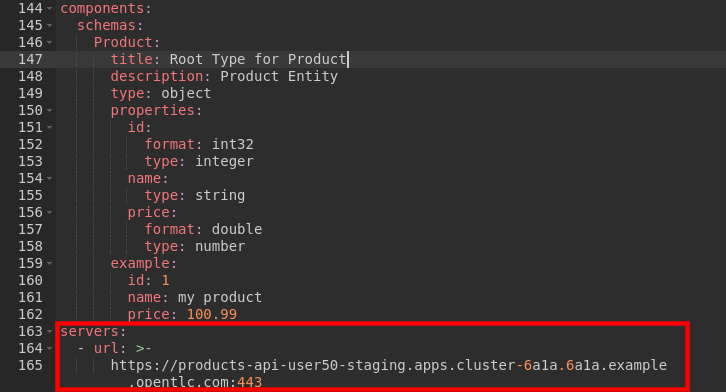 144 components:
145 schemas:
146 Product:
147 title: Root Type for Product
148 description: Product Entity
149 type: object
150 properties:
151 id:
152 format: int32
153 type: integer
154 name:
155 type: string
156 price:
157 format: double
158 type: number
159 example:
160 id: 1
161 name: my product
162 price: 100.99
163 servers:
164 - url: >-
165 https://products-api-user50-staging.apps.cluster-6a1a.6a1a.example
.opentlc.com:443